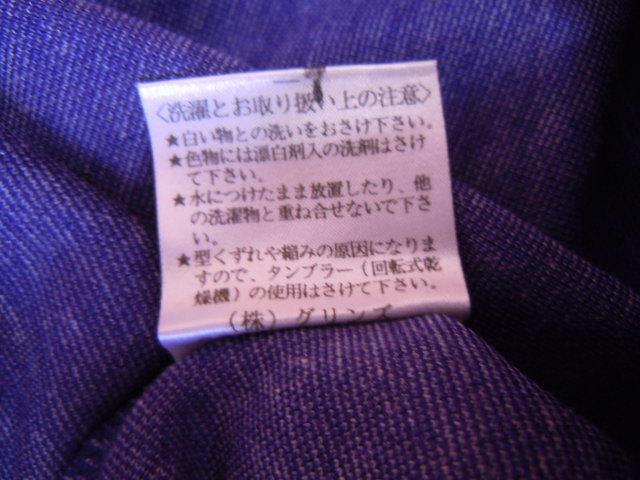 〈洗濯とお取り扱い上の注意〉
★白い物との洗いをおさけ下さい。
★色物には漂白剤入の洗剤はさけ
て下さい。
★水につけたまま放置したり、他
の洗濯物と重ね合せないで下さ
い。
★型くずれや縮みの原因になりま
すので、タンブラー（回転式乾
燥機）の使用はさけて下さい。
（株）グリンズ